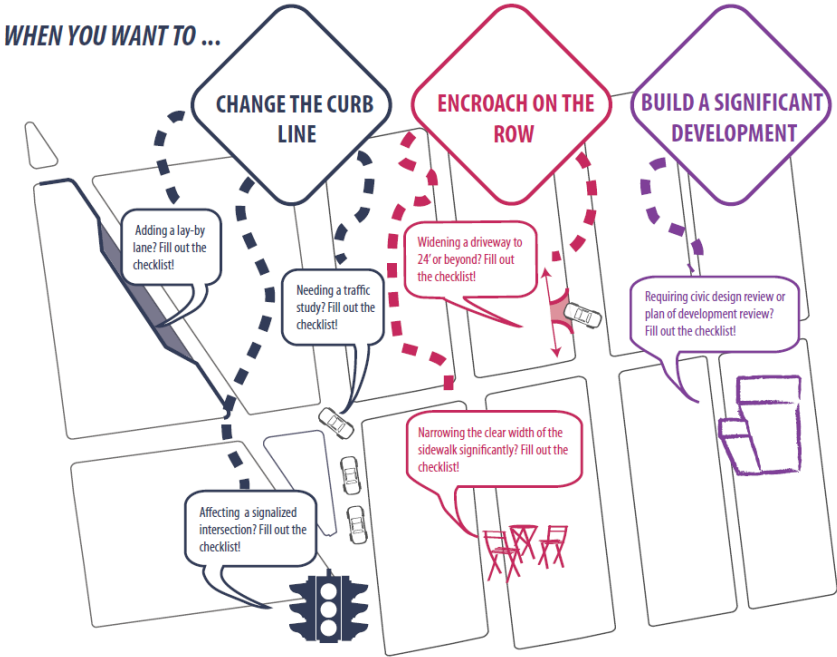 WHEN YOU WANT TO ...
CHANGE THE CURB
LINE
ENCROACH ON THE
ROW
BUILD A SIGNIFICANT
DEVELOPMENT
Adding a lay-by
lane? Fill out the
checklist!
Needing a traffic
study? Fill out the
checklist!
Widening a driveway to
24' or beyond? Fill out
the checklist!
Requiring civic design review or
plan of development review?
Fill out the checklist!
Narrowing the clear width of the
sidewalk significantly? Fill out the
checklist!
Affecting a signalized
intersection? Fill out the
checklist!